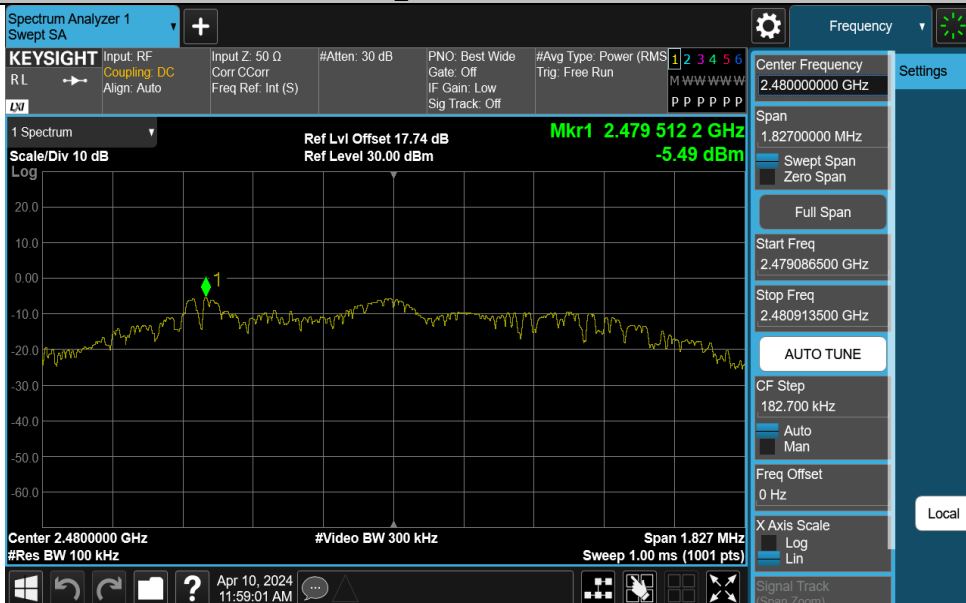 Spectrum Analyzer 1
Swept SA
Frequency
KEYSIGHT
RL
LXI
Input: RF
Coupling: DC
Align: Auto
Input Z: 50 Ω
Corr CCorr
Freq Ref: Int (S)
#Atten: 30 dB
PNO: Best Wide
Gate: Off
IF Gain: Low
Sig Track: Off
#Avg Type: Power (RMS
Trig: Free Run
1 2 3 4 5 6
M W W W W W
P P P P P P
1 Spectrum
Scale/Div 10 dB
Log
Ref Lvl Offset 17.74 dB
Ref Level 30.00 dBm
Mkr1 2.479 512 2 GHz
-5.49 dBm
20.0
10.0
0.00
-10.0
-20.0
-30.0
-40.0
-50.0
-60.0
1
Center 2.4800000 GHz
#Res BW 100 kHz
#Video BW 300 kHz
Span 1.827 MHz
Sweep 1.00 ms (1001 pts)
?
Apr 10, 2024
11:59:01 AM
Center Frequency
2.480000000 GHz
Span
1.82700000 MHz
Swept Span
Zero Span
Full Span
Start Freq
2.479086500 GHz
Stop Freq
2.480913500 GHz
AUTO TUNE
CF Step
182.700 kHz
Auto
Man
Freq Offset
0 Hz
X Axis Scale
Log
Lin
Signal Track
(Span Zoom)
Settings
Local